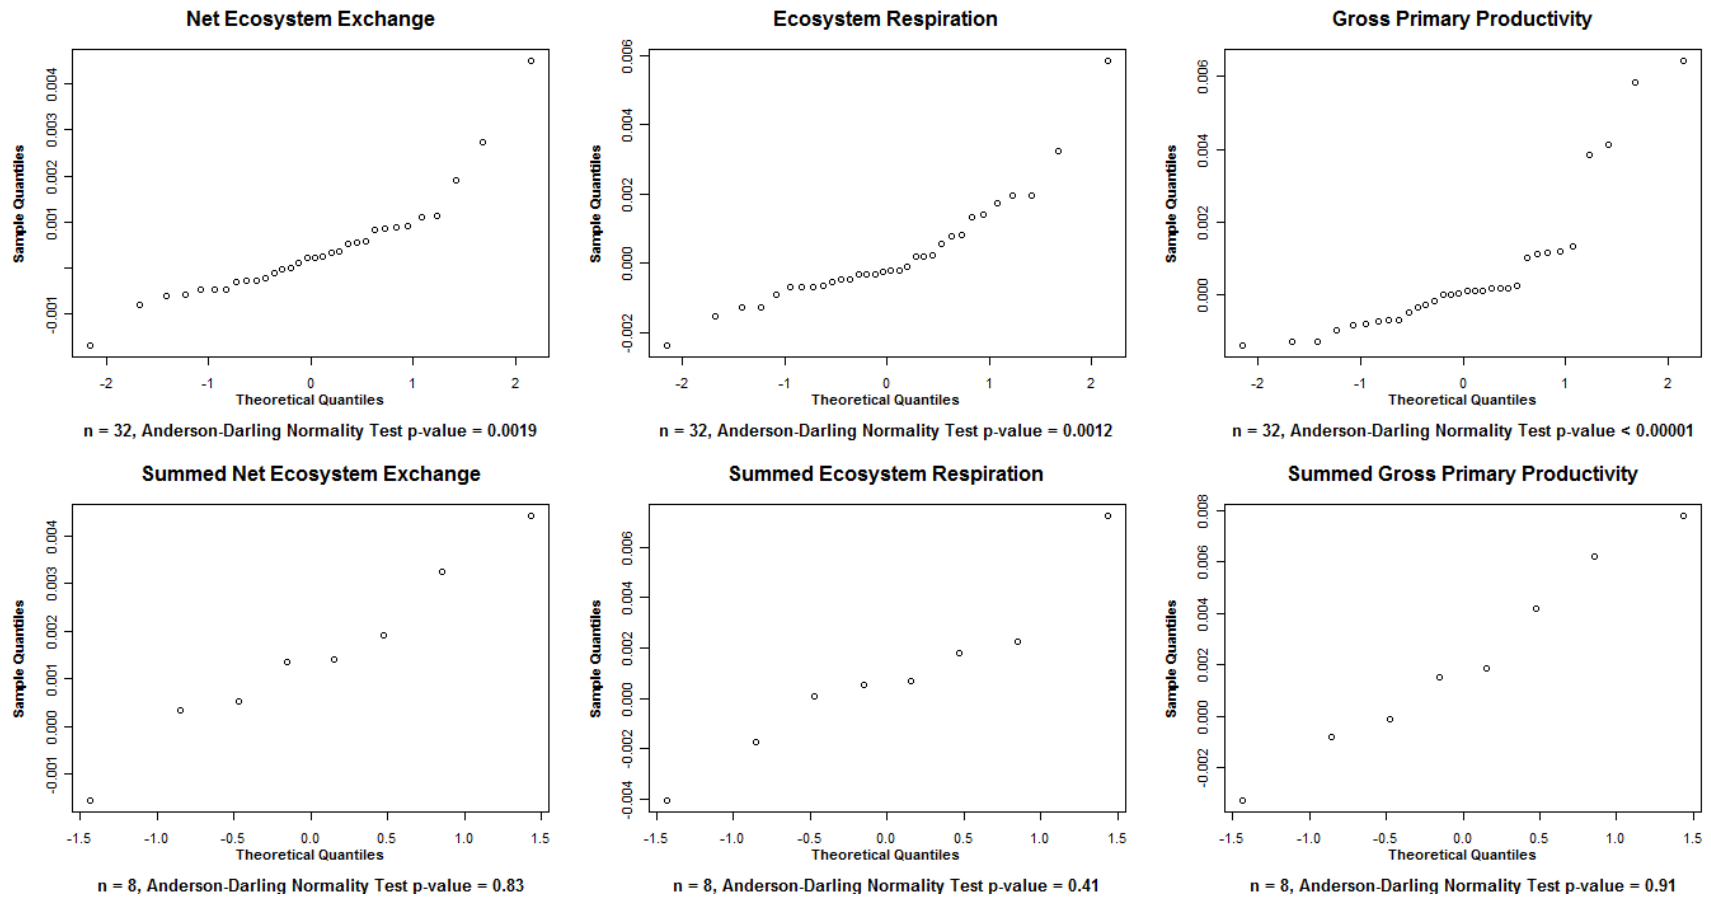 Net Ecosystem Exchange
Sample Quantiles
0.004
0.003
0.002
0.001
-0.001
-2 -1 0 1 2
Theoretical Quantiles
n = 32, Anderson-Darling Normality Test p-value = 0.0019
Ecosystem Respiration
Sample Quantiles
0.006
0.004
0.002
0.000
-0.002
-2 -1 0 1 2
Theoretical Quantiles
n = 32, Anderson-Darling Normality Test p-value = 0.0012
Gross Primary Productivity
Sample Quantiles
0.006
0.004
0.002
0.000
-2 -1 0 1 2
Theoretical Quantiles
n = 32, Anderson-Darling Normality Test p-value < 0.00001
Summed Net Ecosystem Exchange
Sample Quantiles
0.004
0.003
0.002
0.001
0.000
-0.001
-1.5 -1.0 -0.5 0.0 0.5 1.0 1.5
Theoretical Quantiles
n = 8, Anderson-Darling Normality Test p-value = 0.83
Summed Ecosystem Respiration
Sample Quantiles
0.006
0.004
0.002
0.000
-0.002
-0.004
-1.5 -1.0 -0.5 0.0 0.5 1.0 1.5
Theoretical Quantiles
n = 8, Anderson-Darling Normality Test p-value = 0.41
Summed Gross Primary Productivity
Sample Quantiles
0.008
0.006
0.004
0.002
0.000
-0.002
-1.5 -1.0 -0.5 0.0 0.5 1.0 1.5
Theoretical Quantiles
n = 8, Anderson-Darling Normality Test p-value = 0.91